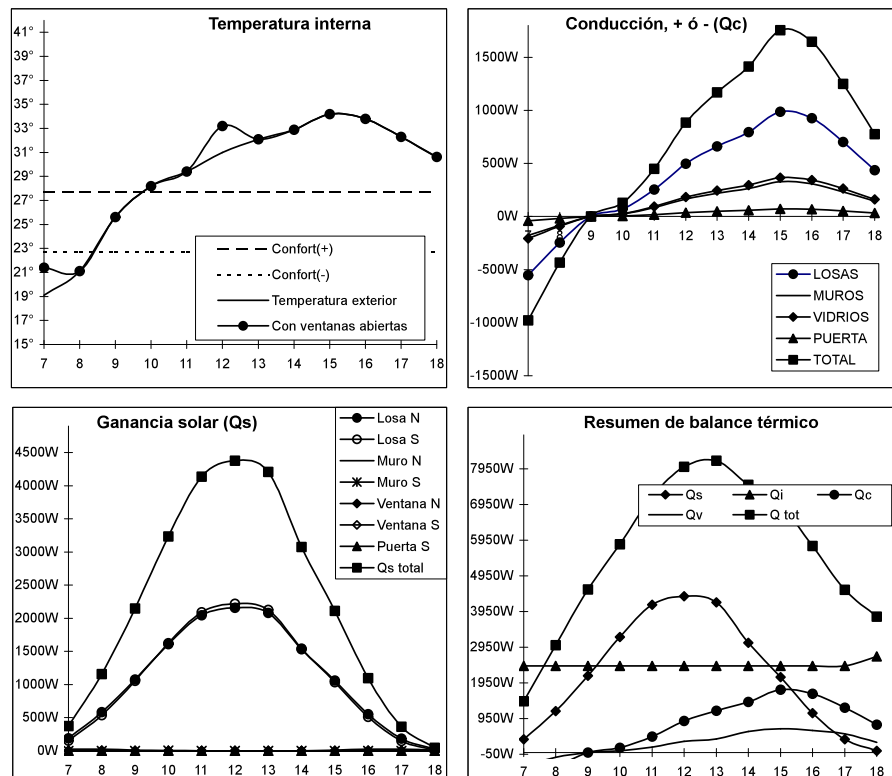 Temperatura interna
41°
39°
37°
35°
33°
31°
29°
27°
25°
23°
21°
19°
17°
15°
7 8 9 10 11 12 13 14 15 16 17 18
Confort(+)
Confort(-)
Temperatura exterior
Con ventanas abiertas
Conducción, + ó - (Qc)
1500W
1000W
500W
0W
-500W
-1000W
-1500W
7 8 9 10 11 12 13 14 15 16 17 18
LOSAS
MUROS
VIDRIOS
PUERTA
TOTAL
Ganancia solar (Qs)
4500W
4000W
3500W
3000W
2500W
2000W
1500W
1000W
500W
0W
7 8 9 10 11 12 13 14 15 16 17 18
Losa N
Losa S
Muro N
Muro S
Ventana N
Ventana S
Puerta S
Qs total
Resumen de balance térmico
7950W
6950W
5950W
4950W
3950W
2950W
1950W
950W
-50W
7 8 9 10 11 12 13 14 15 16 17 18
Qs Qi Qc
Qv Q tot